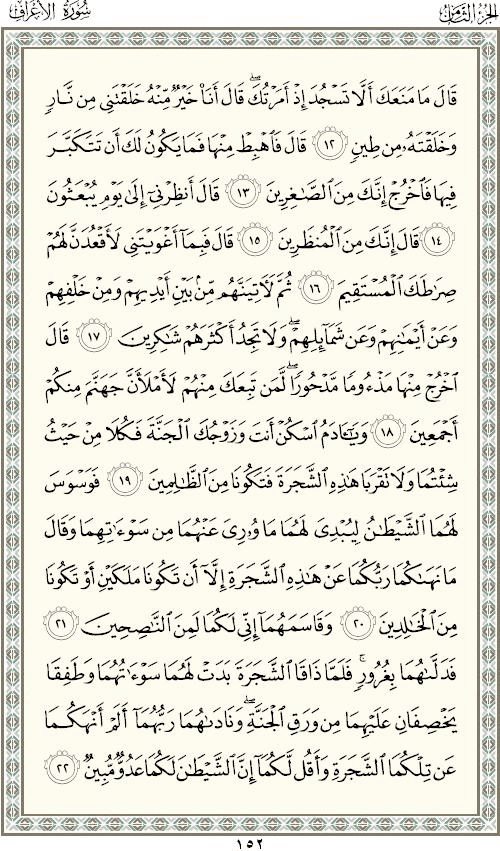 الجزء الثامن
سورة الأعراف
قَالَ مَا مَنَعَكَ أَلَّا تَسْجُدَ إِذْ أَمَرْتُكَ ۖ قَالَ أَنَا۠ خَيْرٌ مِّنْهُ خَلَقْتَنِى مِن نَّارٍ
وَخَلَقْتَهُۥ مِن طِينٍ ١٢ قَالَ فَٱهْبِطْ مِنْهَا فَمَا يَكُونُ لَكَ أَن تَتَكَبَّرَ
فِيهَا فَٱخْرُجْ إِنَّكَ مِنَ ٱلصَّـٰغِرِينَ ١٣ قَالَ أَنظِرْنِىٓ إِلَىٰ يَوْمِ يُبْعَثُونَ
١٤ قَالَ إِنَّكَ مِنَ ٱلْمُنظَرِينَ ١٥ قَالَ فَبِمَآ أَغْوَيْتَنِى لَأَقْعُدَنَّ لَهُمْ
صِرَٰطَكَ ٱلْمُسْتَقِيمَ ١٦ ثُمَّ لَـَٔاتِيَنَّهُم مِّنۢ بَيْنِ أَيْدِيهِمْ وَمِنْ خَلْفِهِمْ
وَعَنْ أَيْمَـٰنِهِمْ وَعَن شَمَآئِلِهِمْ ۖ وَلَا تَجِدُ أَكْثَرَهُمْ شَـٰكِرِينَ ١٧ قَالَ
ٱخْرُجْ مِنْهَا مَذْءُومًا مَّدْحُورًا ۖ لَّمَن تَبِعَكَ مِنْهُمْ لَأَمْلَأَنَّ جَهَنَّمَ مِنكُمْ
أَجْمَعِينَ ١٨ وَيَـٰٓـَٔادَمُ ٱسْكُنْ أَنتَ وَزَوْجُكَ ٱلْجَنَّةَ فَكُلَا مِنْ حَيْثُ
شِئْتُمَا وَلَا تَقْرَبَا هَـٰذِهِ ٱلشَّجَرَةَ فَتَكُونَا مِنَ ٱلظَّـٰلِمِينَ ١٩ فَوَسْوَسَ
لَهُمَا ٱلشَّيْطَـٰنُ لِيُبْدِىَ لَهُمَا مَا وُۥرِىَ عَنْهُمَا مِن سَوْءَٰتِهِمَا وَقَالَ
مَا نَهَىٰكُمَا رَبُّكُمَا عَنْ هَـٰذِهِ ٱلشَّجَرَةِ إِلَّآ أَن تَكُونَا مَلَكَيْنِ أَوْ تَكُونَا
مِنَ ٱلْخَـٰلِدِينَ ٢٠ وَقَاسَمَهُمَآ إِنِّى لَكُمَا لَمِنَ ٱلنَّـٰصِحِينَ ٢١
فَدَلَّىٰهُمَا بِغُرُورٍ ۚ فَلَمَّا ذَاقَا ٱلشَّجَرَةَ بَدَتْ لَهُمَا سَوْءَٰتُهُمَا وَطَفِقَا
يَخْصِفَانِ عَلَيْهِمَا مِن وَرَقِ ٱلْجَنَّةِ ۖ وَنَادَىٰهُمَا رَبُّهُمَآ أَلَمْ أَنْهَكُمَا
عَن تِلْكُمَا ٱلشَّجَرَةِ وَأَقُل لَّكُمَآ إِنَّ ٱلشَّيْطَـٰنَ لَكُمَا عَدُوٌّ مُّبِينٌ ٢٢
١٥٢